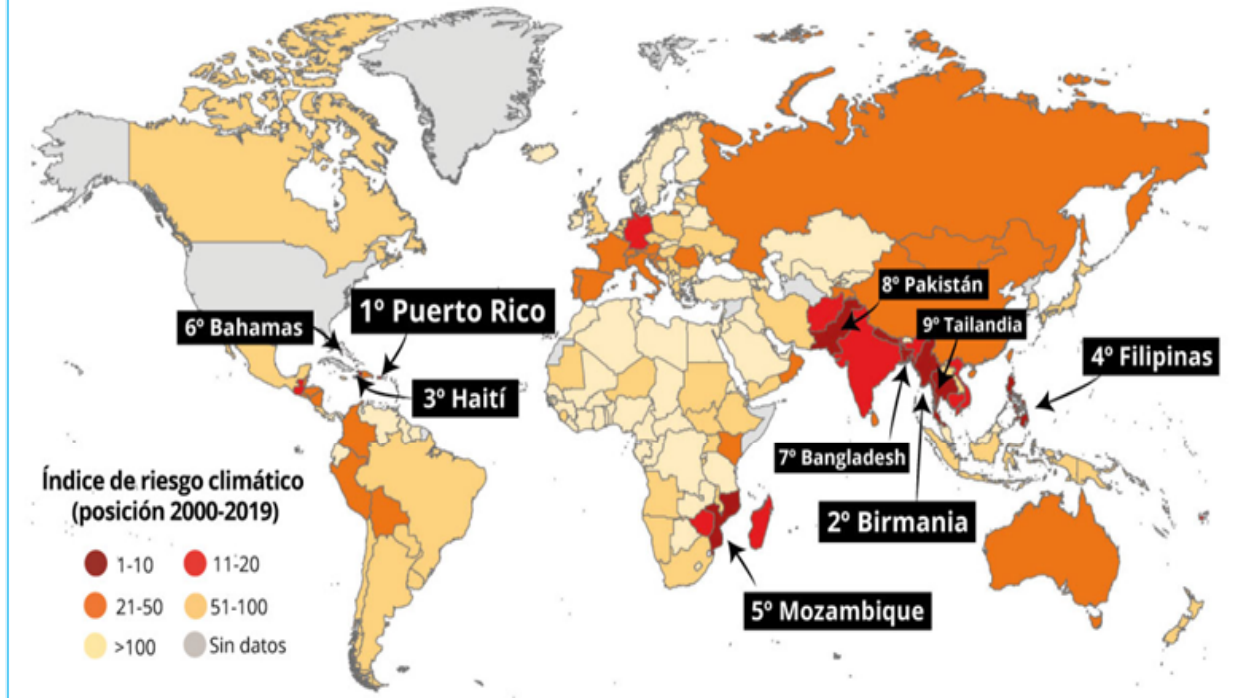 8º Pakistán
1º Puerto Rico
6º Bahamas
9º Tailandia
4º Filipinas
3º Haití
7º Bangladesh
2º Birmania
5º Mozambique
Índice de riesgo climático
(posición 2000-2019)
1-10
11-20
21-50
51-100
>100
Sin datos